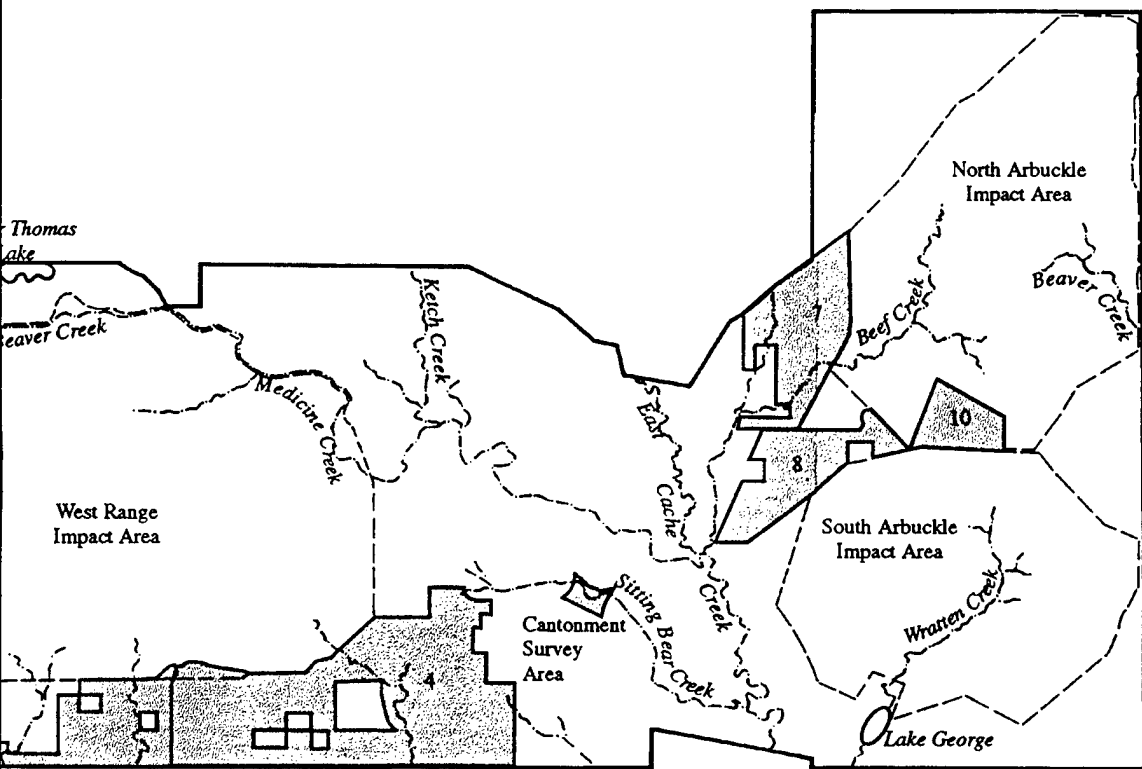 North Arbuckle
Impact Area
Thomas
Lake
Beaver Creek
Beaver Creek
Ketch Creek
7
Beef Creek
Medicine Creek
East Cache Creek
10
8
West Range
Impact Area
South Arbuckle
Impact Area
Sitting Bear Creek
Cantonment
Survey
Area
Wratten Creek
4
Lake George